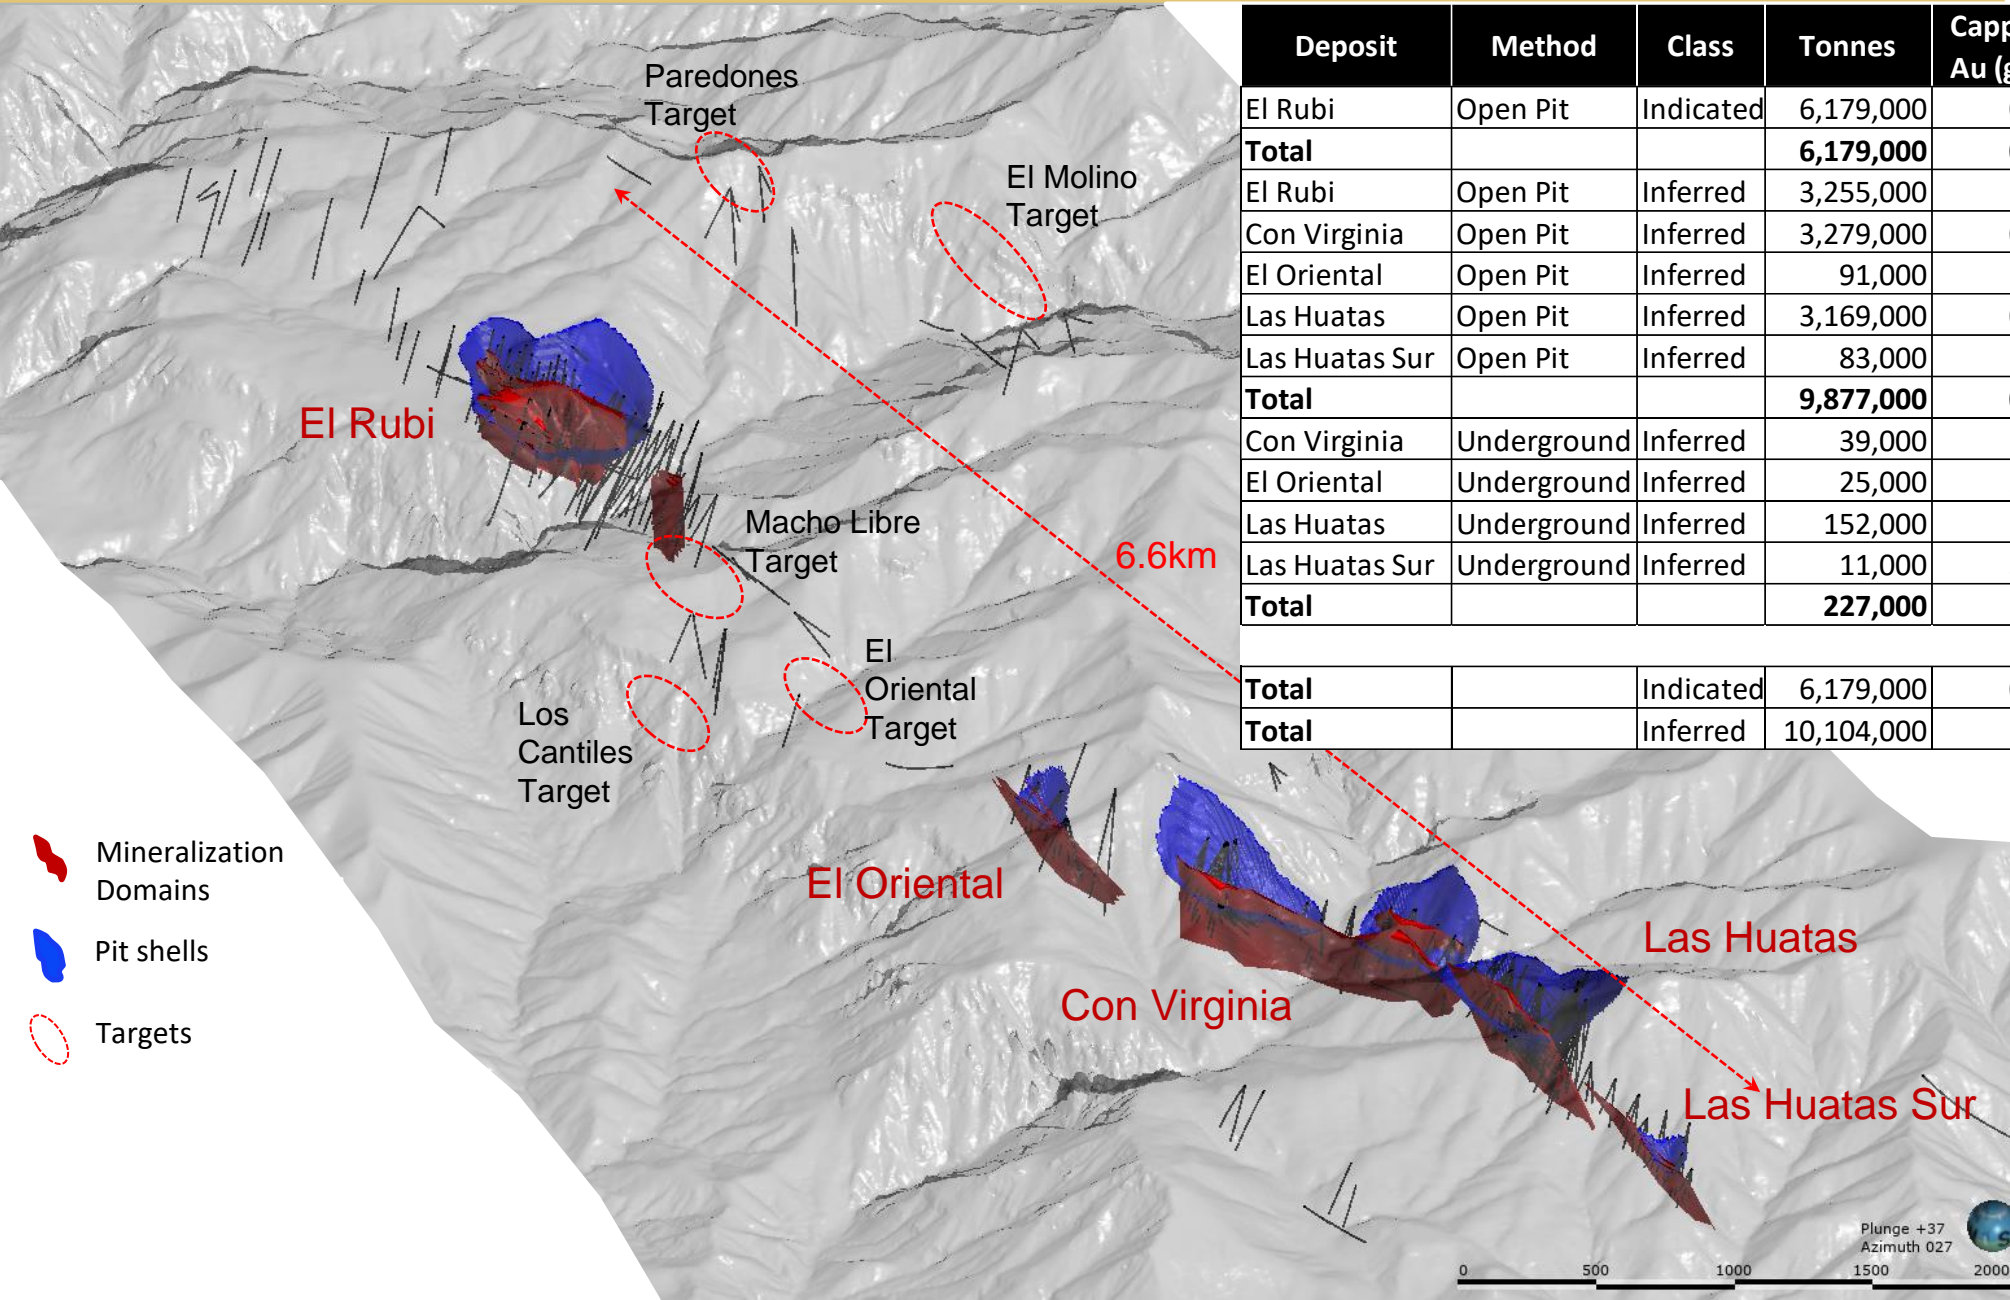 Deposit Method Class Tonnes Capp
Au (g
El Rubi Open Pit Indicated 6,179,000
Total 6,179,000
El Rubi Open Pit Inferred 3,255,000
Con Virginia Open Pit Inferred 3,279,000
El Oriental Open Pit Inferred 91,000
Las Huatas Open Pit Inferred 3,169,000
Las Huatas Sur Open Pit Inferred 83,000
Total 9,877,000
Con Virginia Underground Inferred 39,000
El Oriental Underground Inferred 25,000
Las Huatas Underground Inferred 152,000
Las Huatas Sur Underground Inferred 11,000
Total 227,000
Total Indicated 6,179,000
Total Inferred 10,104,000
Paredones
Target
El Molino
Target
El Rubi
Macho Libre
Target
6.6km
El
Oriental
Target
Los
Cantiles
Target
El Oriental
Las Huatas
Con Virginia
Las Huatas Sur
Mineralization
Domains
Pit shells
Targets
Plunge +37
Azimuth 027
0 500 1000 1500 2000